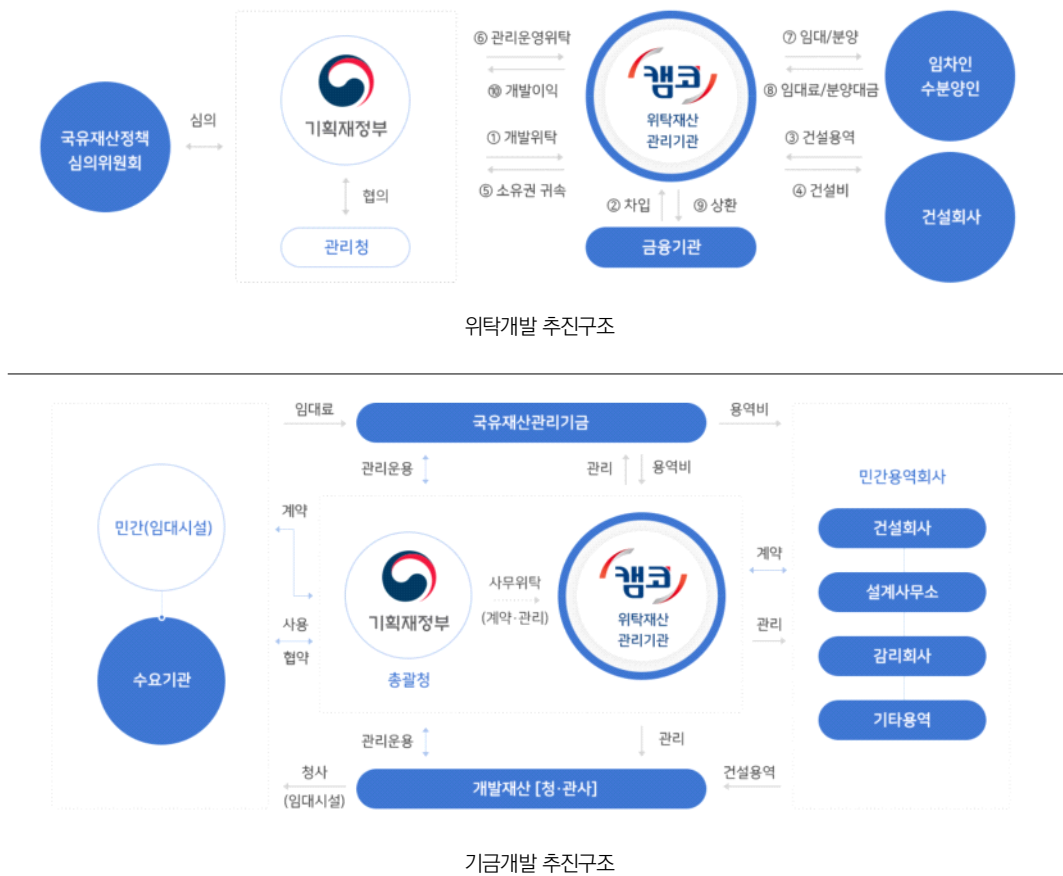 국유재산정책
심의위원회
심의
기획재정부
협의
관리청
⑥ 관리운영위탁
⑩ 개발이익
① 개발위탁
⑤ 소유권 귀속
캠코
위탁재산
관리기관
② 차입
⑨ 상환
금융기관
⑦ 임대/분양
⑧ 임대료/분양대금
③ 건설용역
④ 건설비
임차인
수분양인
건설회사
위탁개발 추진구조
임대료
국유재산관리기금
용역비
관리운용
관리
용역비
민간(임대시설)
수요기관
계약
사용
협약
기획재정부
총괄청
사무위탁
(계약·관리)
캠코
위탁재산
관리기관
계약
관리
민간용역회사
건설회사
설계사무소
감리회사
기타용역
관리운용
관리
청사
(임대시설)
개발재산 [청·관사]
건설용역
기금개발 추진구조